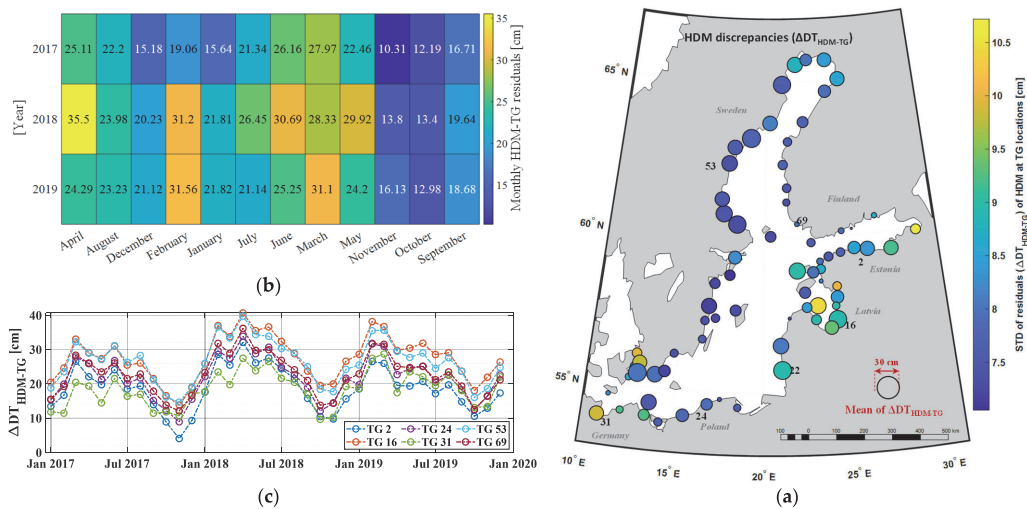 2017
2018
2019
[Year]
25.11 22.2 15.18 19.06 15.64 21.34 26.16 27.97 22.46 10.31 12.19 16.71
35.5 23.98 20.23 31.2 21.81 26.45 30.69 28.33 29.92 13.8 13.4 19.64
24.29 23.23 21.12 31.56 21.82 21.14 25.25 31.1 24.2 16.13 12.98 18.68
April August December February January July June March May November October September
35
30
25
20
15
Monthly HDM-TG residuals [cm]
(b)
40
30
20
10
0
ΔDT HDM-TG [cm]
TG 2 TG 24 TG 53
TG 16 TG 31 TG 69
Jan 2017 Jul 2017 Jan 2018 Jul 2018 Jan 2019 Jul 2019 Jan 2020
(c)
HDM discrepancies (ΔDT HDM-TG)
65° N
60° N
55° N
Sweden
53
Finland
69
2
Estonia
Latvia
16
22
30 cm
Mean of ΔDT HDM-TG
24
31
Poland
Germany
100 0 100 200 300 400 500 km
10° E
15° E
20° E
25° E
30° E
10.5
10
9.5
9
8.5
8
7.5
STD of residuals (ΔDT HDM-TG) of HDM at TG locations [cm]
(a)